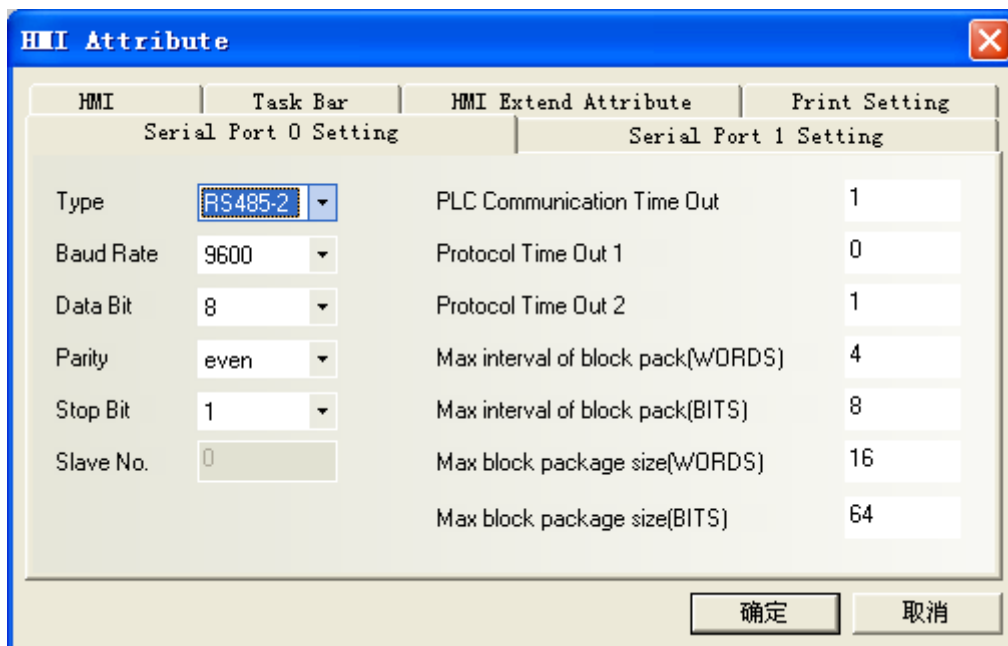 HMI Attribute
HMI Task Bar HMI Extend Attribute Print Setting
Serial Port 0 Setting Serial Port 1 Setting
Type RS485-2 PLC Communication Time Out 1
Baud Rate 9600 Protocol Time Out 1 0
Data Bit 8 Protocol Time Out 2 1
Parity even Max interval of block pack(WORDS) 4
Stop Bit 1 Max interval of block pack(BITS) 8
Slave No. 0 Max block package size(WORDS) 16
Max block package size(BITS) 64
确定 取消